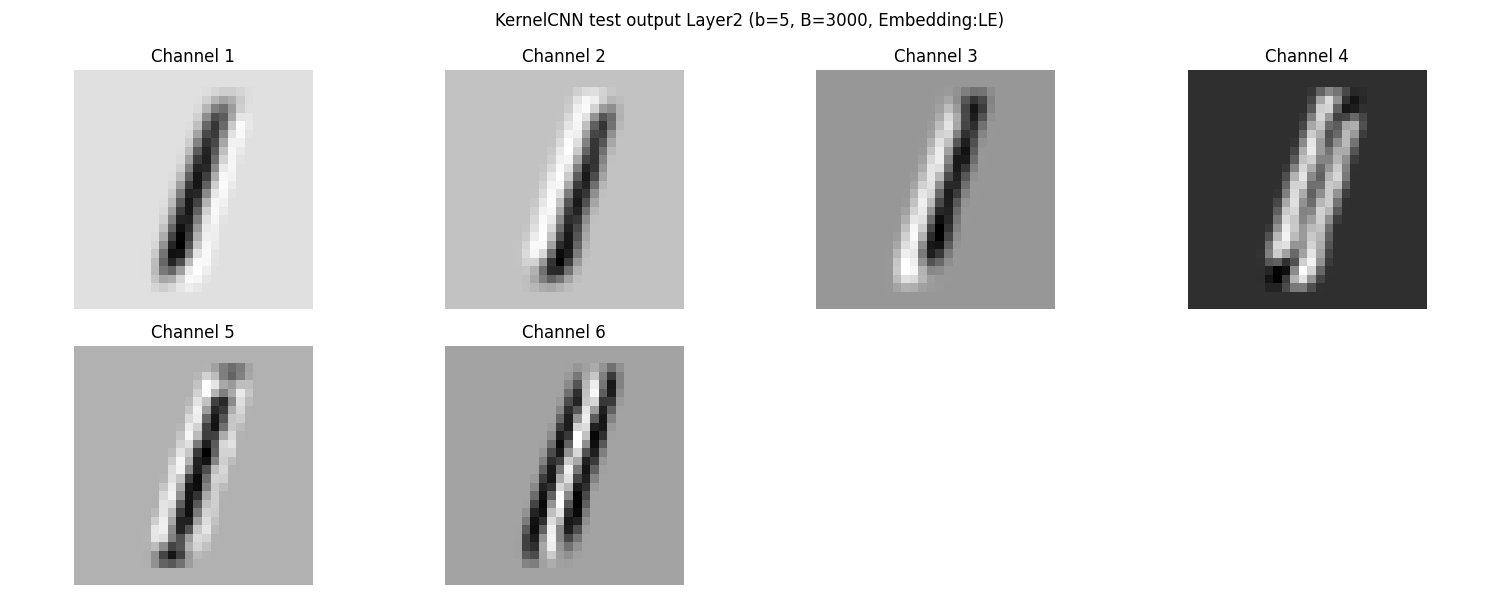 KernelCNN test output Layer2 (b=5, B=3000, Embedding:LE)
Channel 1
Channel 2
Channel 3
Channel 4
Channel 5
Channel 6